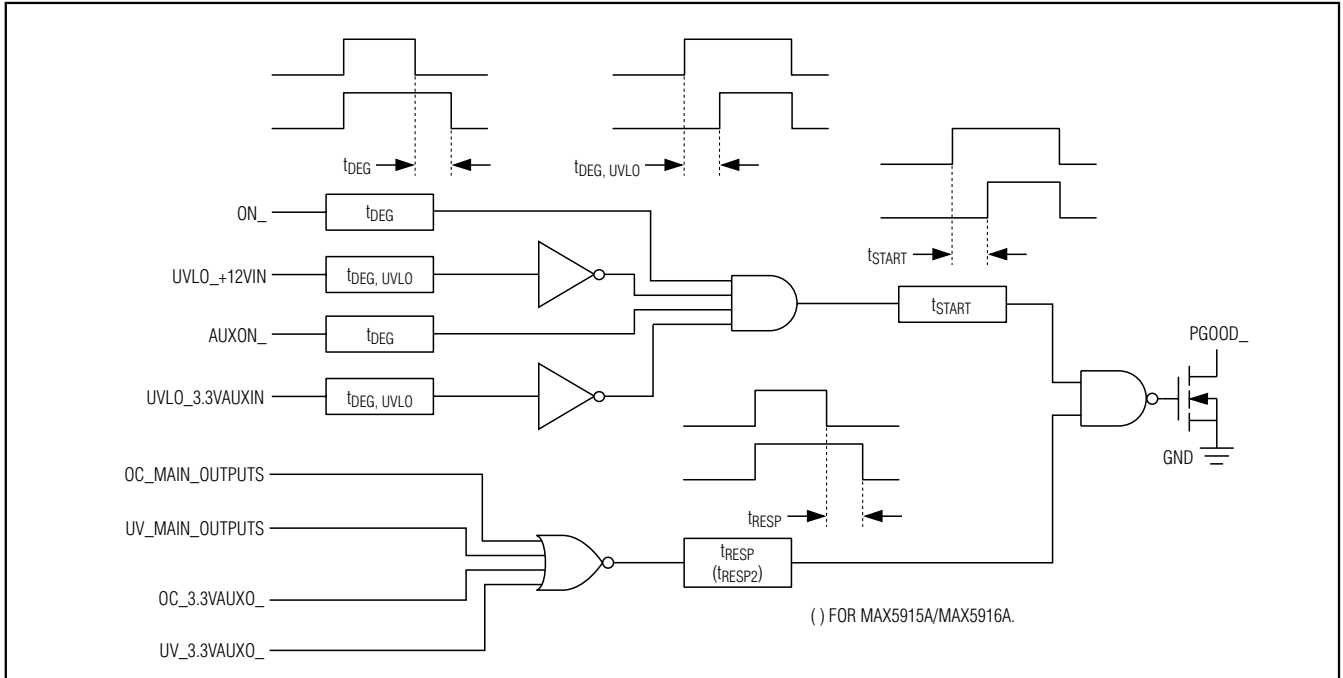 tDEG
tDEG, UVLO
tSTART
ON_
tDEG
UVLO_+12VIN
tDEG, UVLO
AUXON_
tDEG
UVLO_3.3VAUXIN
tDEG, UVLO
tSTART
PGOOD_
GND
OC_MAIN_OUTPUTS
UV_MAIN_OUTPUTS
OC_3.3VAUXO_
UV_3.3VAUXO_
tRESP
tRESP
(tRESP2)
( ) FOR MAX5915A/MAX5916A.